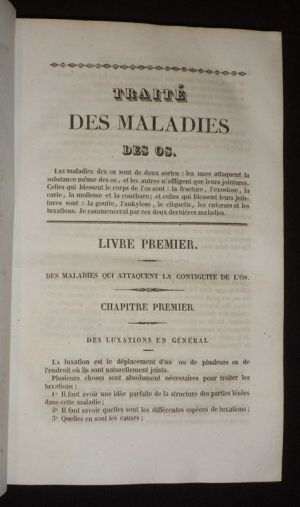 TRAITÉ
DES MALADIES
DES OS.
LES maladies des os sont de deux sortes : les unes attaquent la
substance même des os, et les autres n'affligent que leurs jointures.
Celles qui blessent le corps de l'os sont : la fracture, l'exostose, la
carie, la mollesse et la courbure; et celles qui blessent leurs join-
tures sont : la goutte, l'ankylose, le cliquetis, les entorses et les
luxations. Je commencerai par ces deux dernières maladies.
LIVRE PREMIER.
DES MALADIES QUI ATTAQUENT LA CONTIGUITÉ DE L'OS.
CHAPITRE PREMIER
DES LUXATIONS EN GÉNÉRAL
LA luxation est le déplacement d'un ou de plusieurs os de
l'endroit où ils sont naturellement joints.
Plusieurs choses sont absolument nécessaires pour traiter les
luxations :
1° Il faut avoir une idée parfaite de la structure des parties lésées
dans cette maladie;
2° Il faut savoir quelles sont les différentes espèces de luxations;
3° Quelles en sont les causes;